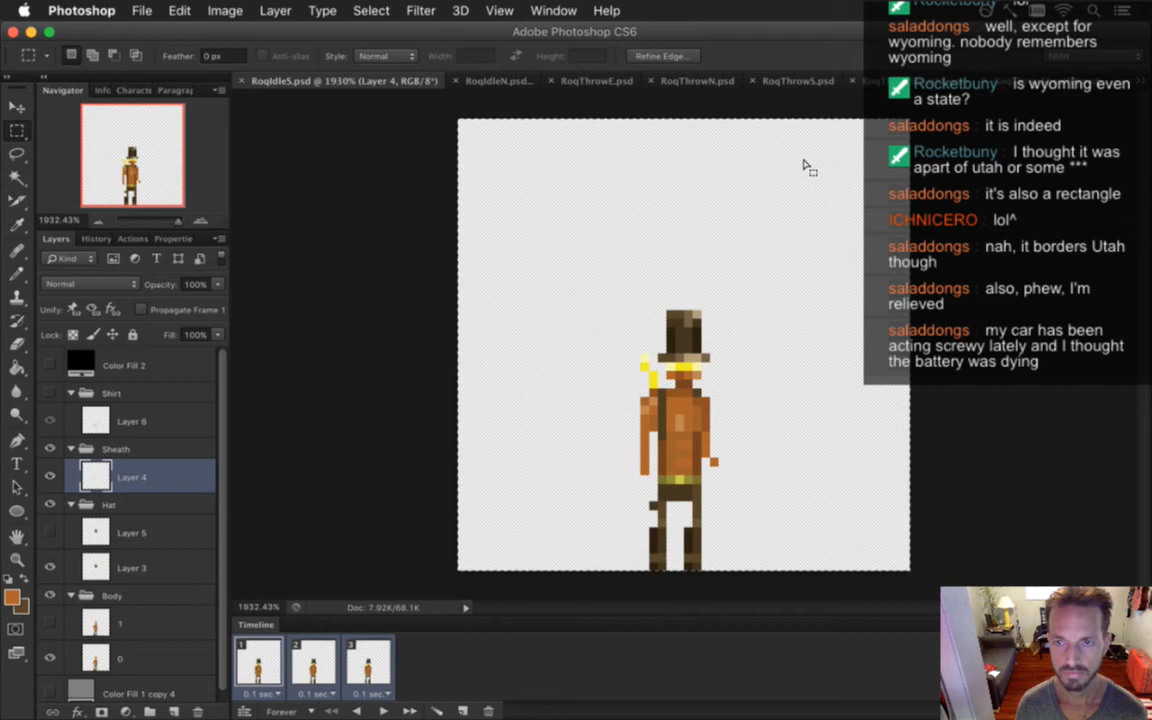 Photoshop File Edit Image Layer Type Select Filter 3D View Window Help
Adobe Photoshop CS6
Feather: 0 px Anti-alias Style: Normal Width: Height: Refine Edge...
RoqIdleS.psd @ 1930% (Layer 4, RGB/8*) RoqIdleN.psd... RoqThrowE.psd RoqThrowN.psd RoqThrowS.psd
Navigator Info Characte Paragraj
1932.43%
Layers History Actions Propertie
Kind
Normal Opacity: 100%
Unify: Propagate Frame 1
Lock: Fill: 100%
Color Fill 2
Shirt
Layer 6
Sheath
Layer 4
Hat
Layer 5
Layer 3
Body
1
0
Color Fill 1 copy 4
fx
1932.43% Doc: 7.92K/68.1K
Timeline
1 2 3
0.1 sec. 0.1 sec. 0.1 sec.
Forever
Rocketbuny : lol
saladdongs : well, except for
wyoming. nobody remembers
wyoming
Rocketbuny : is wyoming even
a state?
saladdongs : it is indeed
Rocketbuny : I thought it was
apart of utah or some ***
saladdongs : it's also a rectangle
ICHNICERO : lol^
saladdongs : nah, it borders Utah
though
saladdongs : also, phew, I'm
relieved
saladdongs : my car has been
acting screwy lately and I thought
the battery was dying